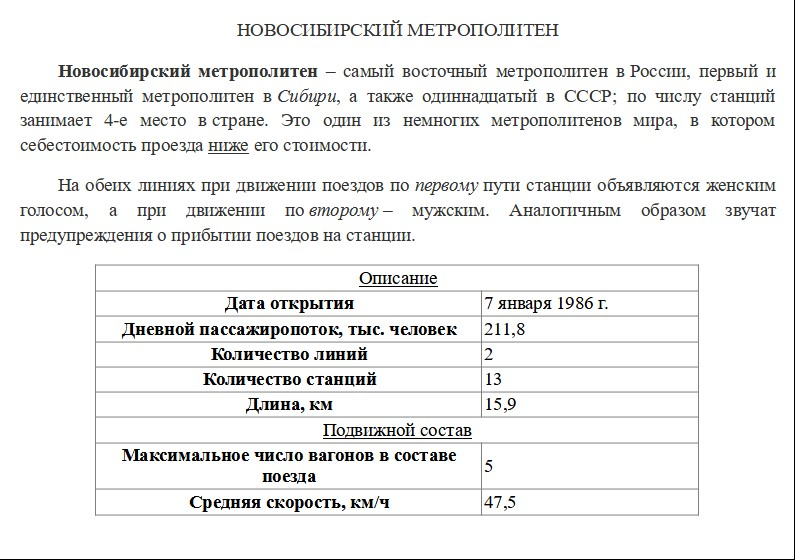 НОВОСИБИРСКИЙ МЕТРОПОЛИТЕН
Новосибирский метрополитен – самый восточный метрополитен в России, первый и
единственный метрополитен в Сибири, а также одиннадцатый в СССР; по числу станций
занимает 4-е место в стране. Это один из немногих метрополитенов мира, в котором
себестоимость проезда ниже его стоимости.
На обеих линиях при движении поездов по первому пути станции объявляются женским
голосом, а при движении по второму – мужским. Аналогичным образом звучат
предупреждения о прибытии поездов на станции.
Описание
Дата открытия 7 января 1986 г.
Дневной пассажиропоток, тыс. человек 211,8
Количество линий 2
Количество станций 13
Длина, км 15,9
Подвижной состав
Максимальное число вагонов в составе
поезда 5
Средняя скорость, км/ч 47,5